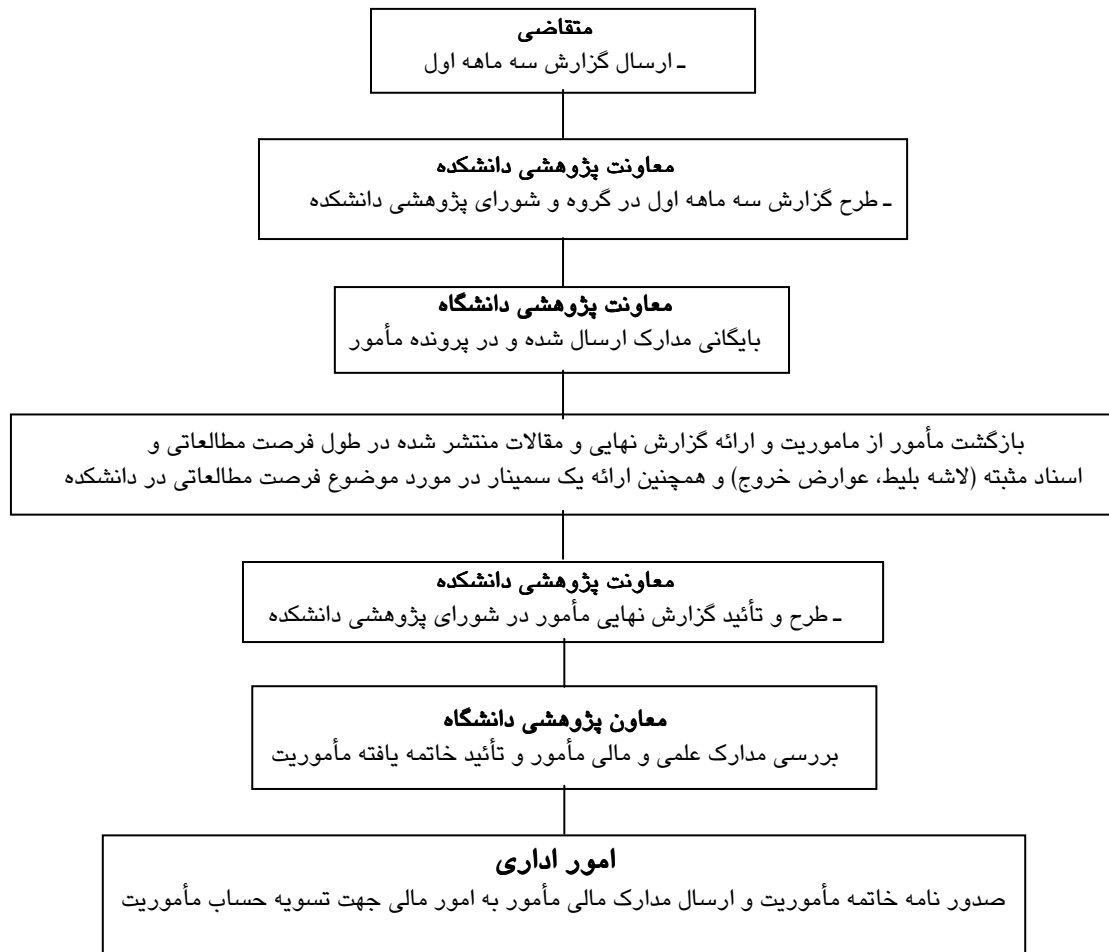 متقاضی
ـ ارسال گزارش سه ماهه اول
معاونت پژوهشی دانشکده
ـ طرح گزارش سه ماهه اول در گروه و شورای پژوهشی دانشکده
معاونت پژوهشی دانشگاه
بایگانی مدارک ارسال شده و در پرونده مأمور
بازگشت مأمور از ماموریت و ارائه گزارش نهایی و مقالات منتشر شده در طول فرصت مطالعاتی و
اسناد مثبته (لاشه بلیط، عوارض خروج) و همچنین ارائه یک سمینار در مورد موضوع فرصت مطالعاتی در دانشکده
معاونت پژوهشی دانشکده
ـ طرح و تأئید گزارش نهایی مأمور در شورای پژوهشی دانشکده
معاون پژوهشی دانشگاه
بررسی مدارک علمی و مالی مأمور و تأئید خاتمه یافته مأموریت
امور اداری
صدور نامه خاتمه مأموریت و ارسال مدارک مالی مأمور به امور مالی جهت تسویه حساب مأموریت